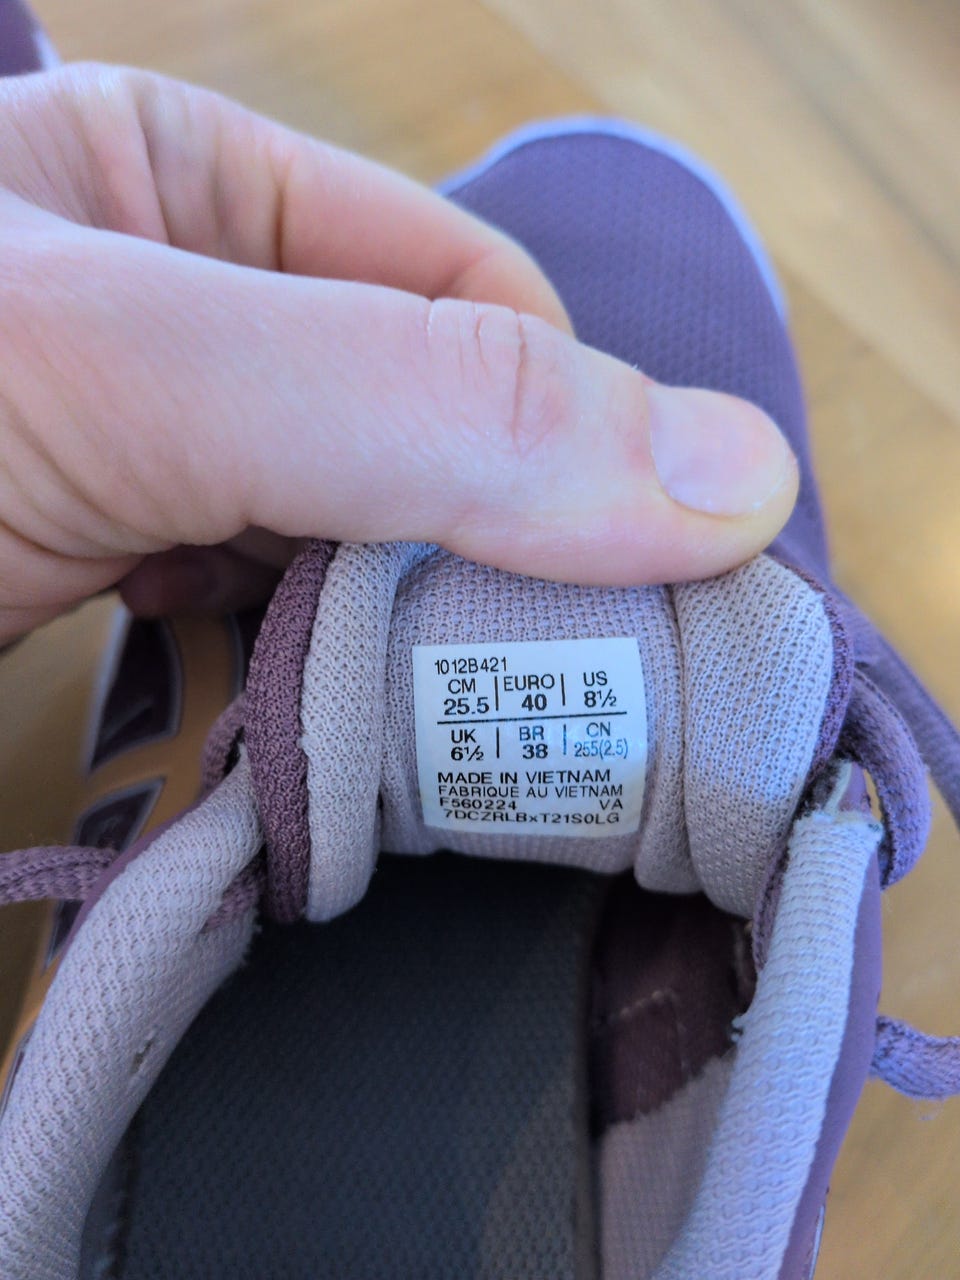 1012B421
CM EURO US
25.5 40 8½
UK BR CN
6½ 38 255(2.5)
MADE IN VIETNAM
FABRIQUE AU VIETNAM
F560224 VA
7DCZRLBxT21S0LG